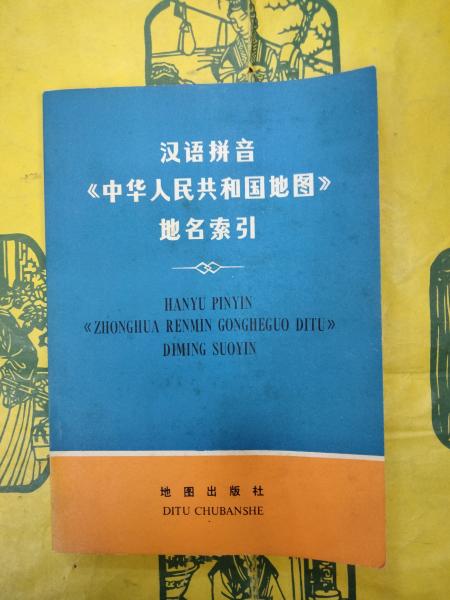 汉语拼音
《中华人民共和国地图》
地名索引
HANYU PINYIN
《ZHONGHUA RENMIN GONGHEGUO DITU》
DIMING SUOYIN
地图出版社
DITU CHUBANSHE